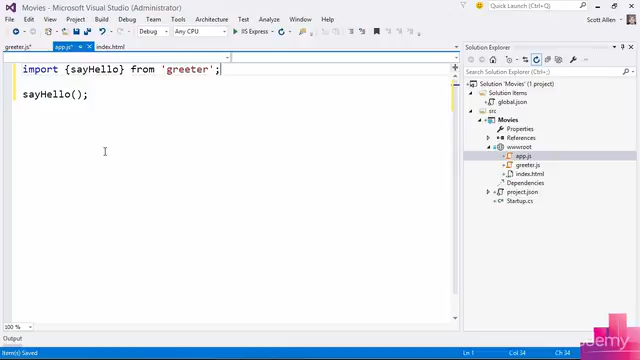 Movies - Microsoft Visual Studio (Administrator)
Quick Launch (Ctrl+Q)
File Edit View Project Build Debug Team Tools Architecture Test Analyze Window Help
Scott Allen
Debug Any CPU IIS Express
greeter.js* app.js* index.html
Solution Explorer
import {sayHello} from 'greeter';
sayHello();
Search Solution Explorer (Ctrl+;)
Solution 'Movies' (1 project)
Solution Items
global.json
src
Movies
Properties
References
wwwroot
app.js
greeter.js
index.html
Dependencies
project.json
Startup.cs
100 %
Output
Item(s) Saved
Ln 1 Col 34 Ch 34